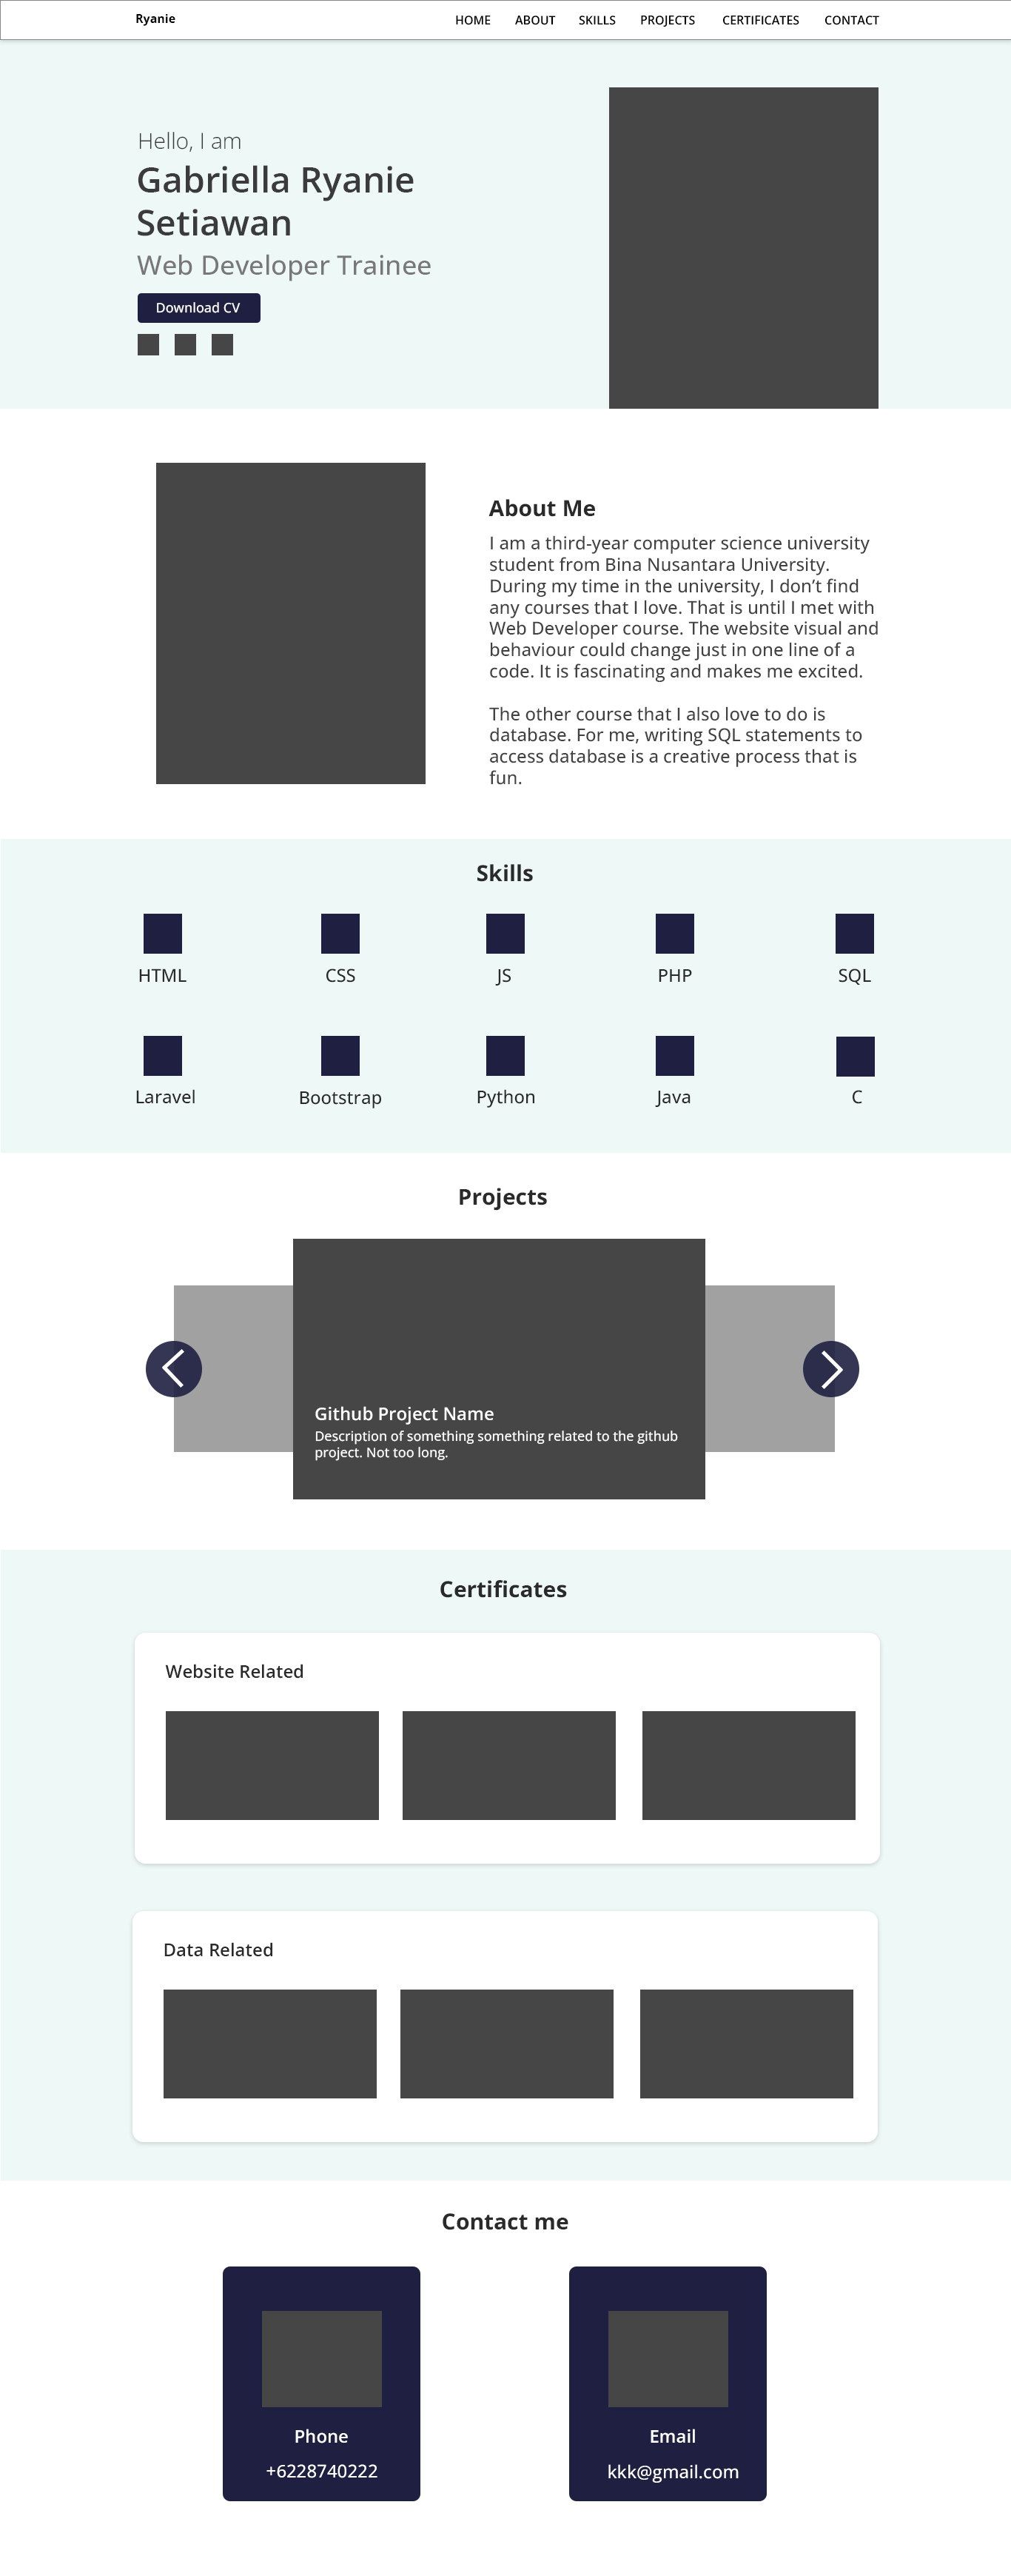 Ryanie
HOME ABOUT SKILLS PROJECTS CERTIFICATES CONTACT
Hello, I am
Gabriella Ryanie
Setiawan
Web Developer Trainee
Download CV
About Me
I am a third-year computer science university
student from Bina Nusantara University.
During my time in the university, I don’t find
any courses that I love. That is until I met with
Web Developer course. The website visual and
behaviour could change just in one line of a
code. It is fascinating and makes me excited.
The other course that I also love to do is
database. For me, writing SQL statements to
access database is a creative process that is
fun.
Skills
HTML CSS JS PHP SQL
Laravel Bootstrap Python Java C
Projects
Github Project Name
Description of something something related to the github
project. Not too long.
Certificates
Website Related
Data Related
Contact me
Phone
+6228740222
Email
kkk@gmail.com